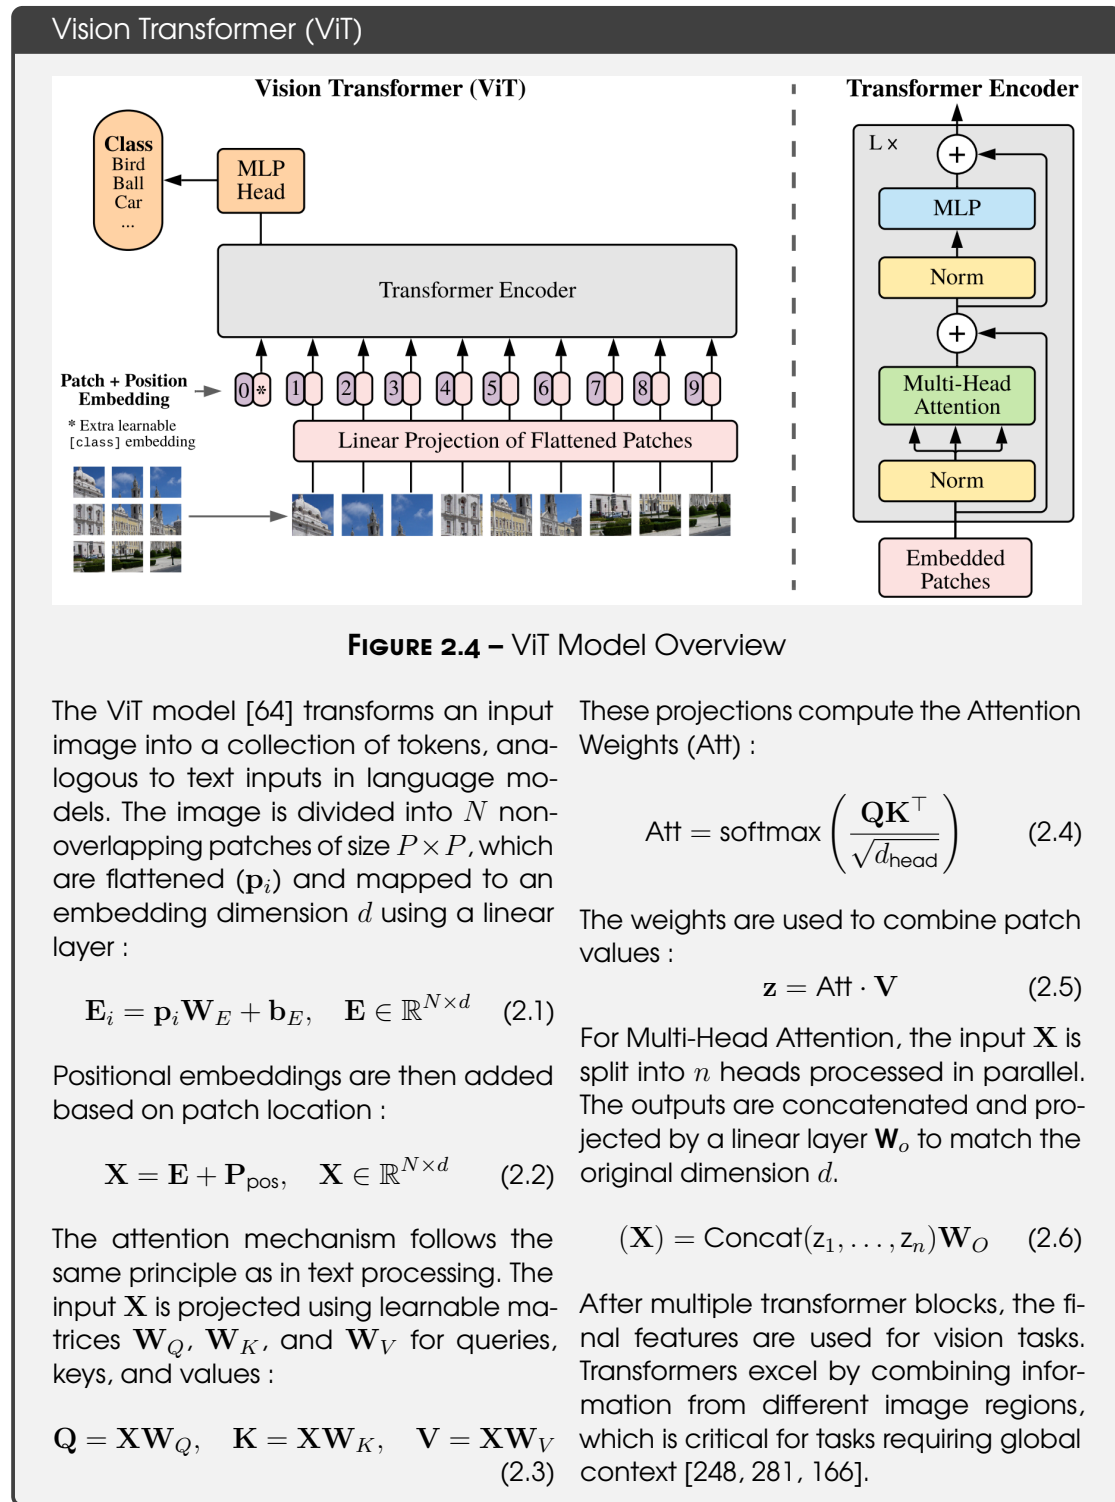 Vision Transformer (ViT)
Vision Transformer (ViT)
Class
Bird
Ball
Car
...
MLP
Head
Transformer Encoder
Patch + Position
Embedding
* Extra learnable
[class] embedding
0 * 1 2 3 4 5 6 7 8 9
Linear Projection of Flattened Patches
Transformer Encoder
L ×
+
MLP
Norm
+
Multi-Head
Attention
Norm
Embedded
Patches
FIGURE 2.4 – ViT Model Overview
The ViT model [64] transforms an input
image into a collection of tokens, ana-
logous to text inputs in language mo-
dels. The image is divided into N non-
overlapping patches of size P × P, which
are flattened (p_i) and mapped to an
embedding dimension d using a linear
layer :
E_i = p_i W_E + b_E, E ∈ ℝ^{N×d} (2.1)
Positional embeddings are then added
based on patch location :
X = E + P_pos, X ∈ ℝ^{N×d} (2.2)
The attention mechanism follows the
same principle as in text processing. The
input X is projected using learnable ma-
trices W_Q, W_K, and W_V for queries,
keys, and values :
Q = XW_Q, K = XW_K, V = XW_V
(2.3)
These projections compute the Attention
Weights (Att) :
Att = softmax(QK^⊤ / √d_head) (2.4)
The weights are used to combine patch
values :
z = Att · V (2.5)
For Multi-Head Attention, the input X is
split into n heads processed in parallel.
The outputs are concatenated and pro-
jected by a linear layer W_o to match the
original dimension d.
(X) = Concat(z_1, . . . , z_n)W_O (2.6)
After multiple transformer blocks, the fi-
nal features are used for vision tasks.
Transformers excel by combining infor-
mation from different image regions,
which is critical for tasks requiring global
context [248, 281, 166].